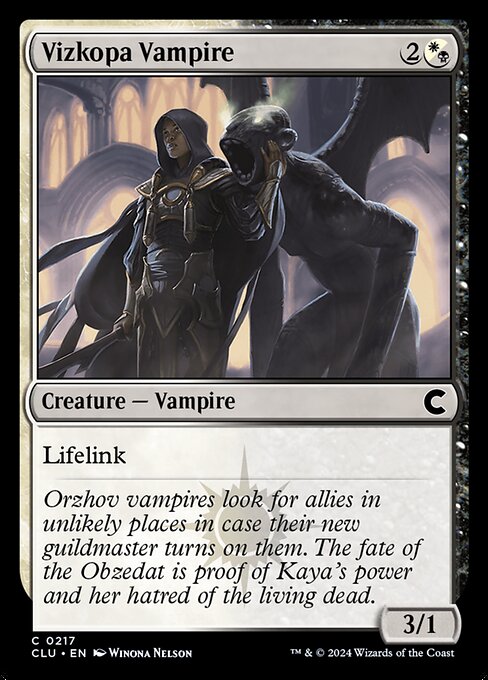 Vizkopa Vampire 2
Creature — Vampire
Lifelink
Orzhov vampires look for allies in
unlikely places in case their new
guildmaster turns on them. The fate of
the Obzedat is proof of Kaya's power
and her hatred of the living dead.
3/1
C 0217
CLU • EN Winona Nelson
™ & © 2024 Wizards of the Coast